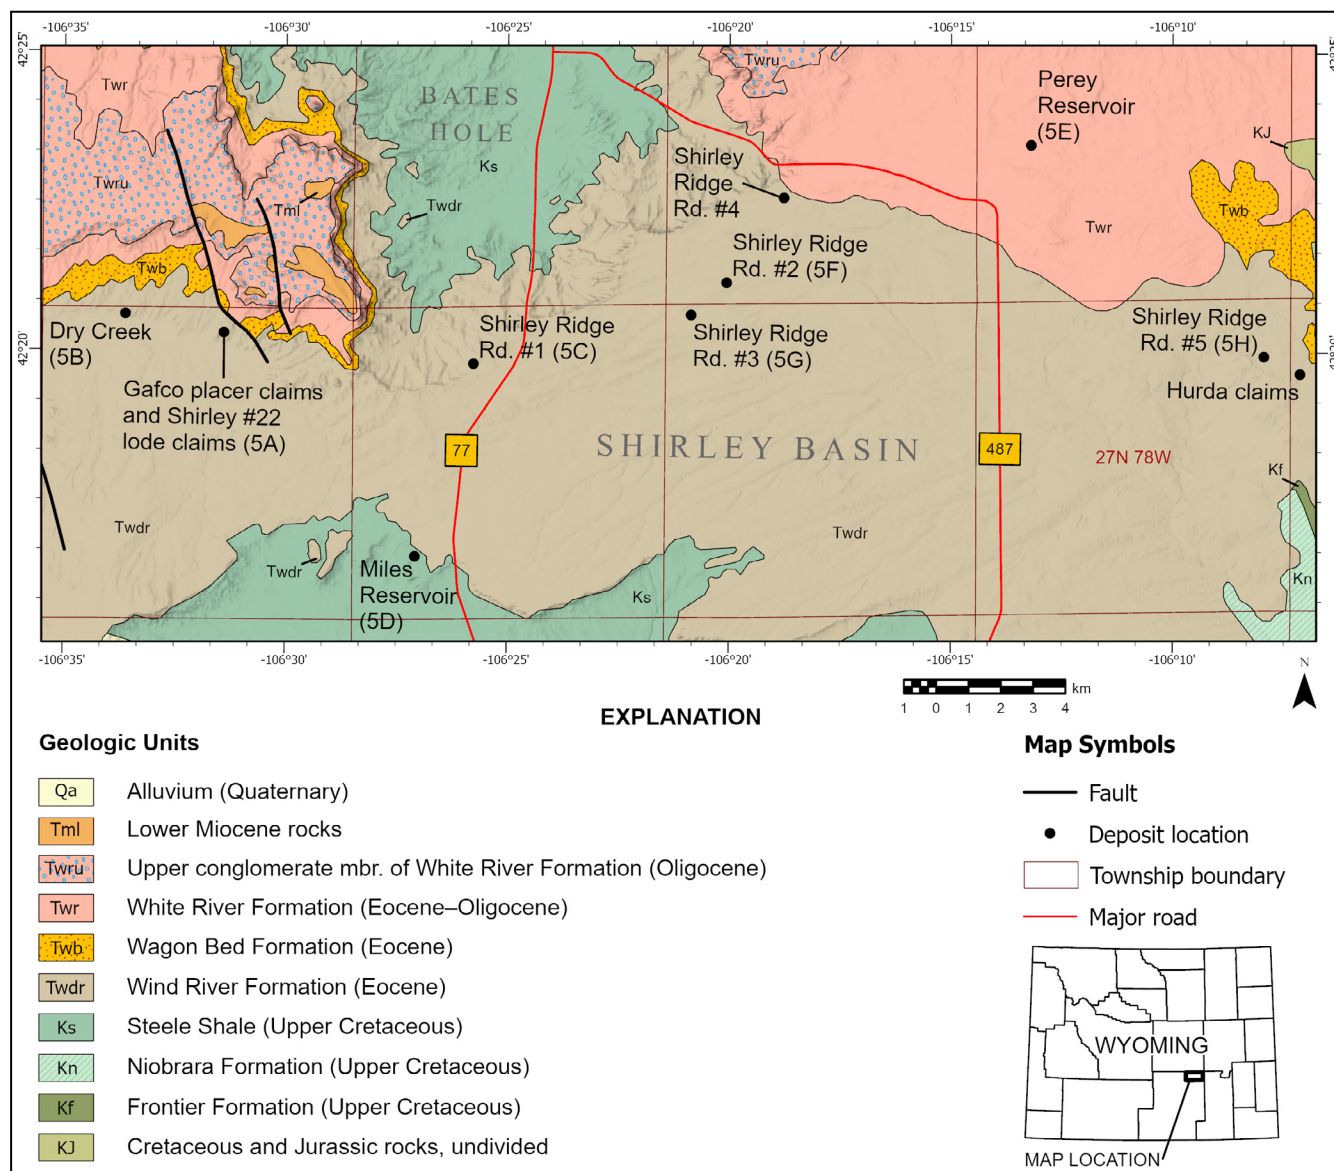 -106°35'
-106°30'
-106°25'
-106°20'
-106°15'
-106°10'
42°25'
42°25'
Twr
Twru
BATES
HOLE
Ks
Twru
Perey
Reservoir
(5E)
KJ
Twru
Tml
Twdr
Shirley
Ridge
Rd. #4
Twr
Twb
Twb
Shirley Ridge
Rd. #2 (5F)
Dry Creek
(5B)
42°20'
Shirley Ridge
Rd. #1 (5C)
Shirley Ridge
Rd. #3 (5G)
Shirley Ridge
Rd. #5 (5H)
42°20'
Hurda claims
Gafco placer claims
and Shirley #22
lode claims (5A)
77
SHIRLEY BASIN
487
27N 78W
Kf
Twdr
Twdr
Twdr
Miles
Reservoir
(5D)
Ks
Kn
-106°35'
-106°30'
-106°25'
-106°20'
-106°15'
-106°10'
N
km
1 0 1 2 3 4
EXPLANATION
Geologic Units
Qa Alluvium (Quaternary)
Tml Lower Miocene rocks
Twru Upper conglomerate mbr. of White River Formation (Oligocene)
Twr White River Formation (Eocene–Oligocene)
Twb Wagon Bed Formation (Eocene)
Twdr Wind River Formation (Eocene)
Ks Steele Shale (Upper Cretaceous)
Kn Niobrara Formation (Upper Cretaceous)
Kf Frontier Formation (Upper Cretaceous)
KJ Cretaceous and Jurassic rocks, undivided
Map Symbols
Fault
Deposit location
Township boundary
Major road
WYOMING
MAP LOCATION